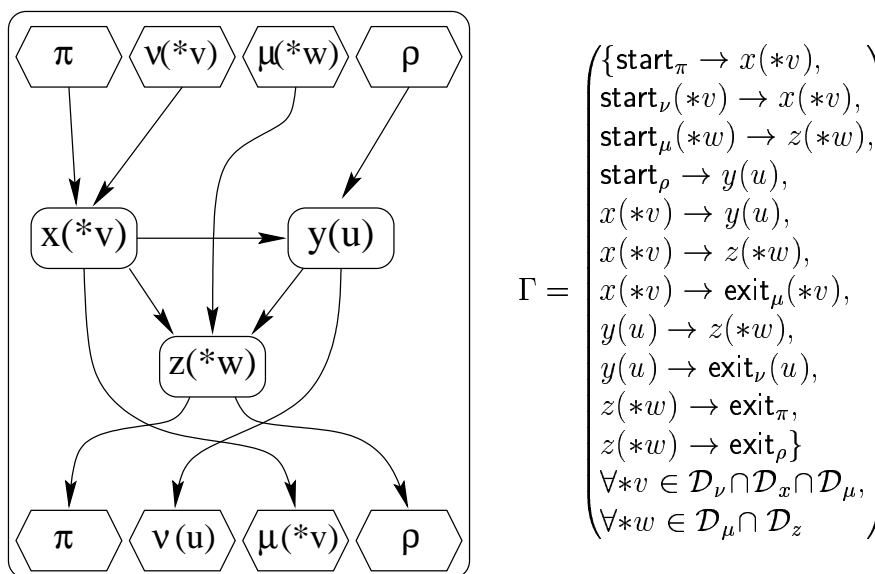 π ν(*v) μ(*w) ρ
x(*v) y(u)
z(*w)
π ν(u) μ(*v) ρ
Γ =
{start_π → x(*v),
start_ν(*v) → x(*v),
start_μ(*w) → z(*w),
start_ρ → y(u),
x(*v) → y(u),
x(*v) → z(*w),
x(*v) → exit_μ(*v),
y(u) → z(*w),
y(u) → exit_ν(u),
z(*w) → exit_π,
z(*w) → exit_ρ}
∀*v ∈ 𝒟_ν∩𝒟_x∩𝒟_μ,
∀*w ∈ 𝒟_μ∩ 𝒟_z